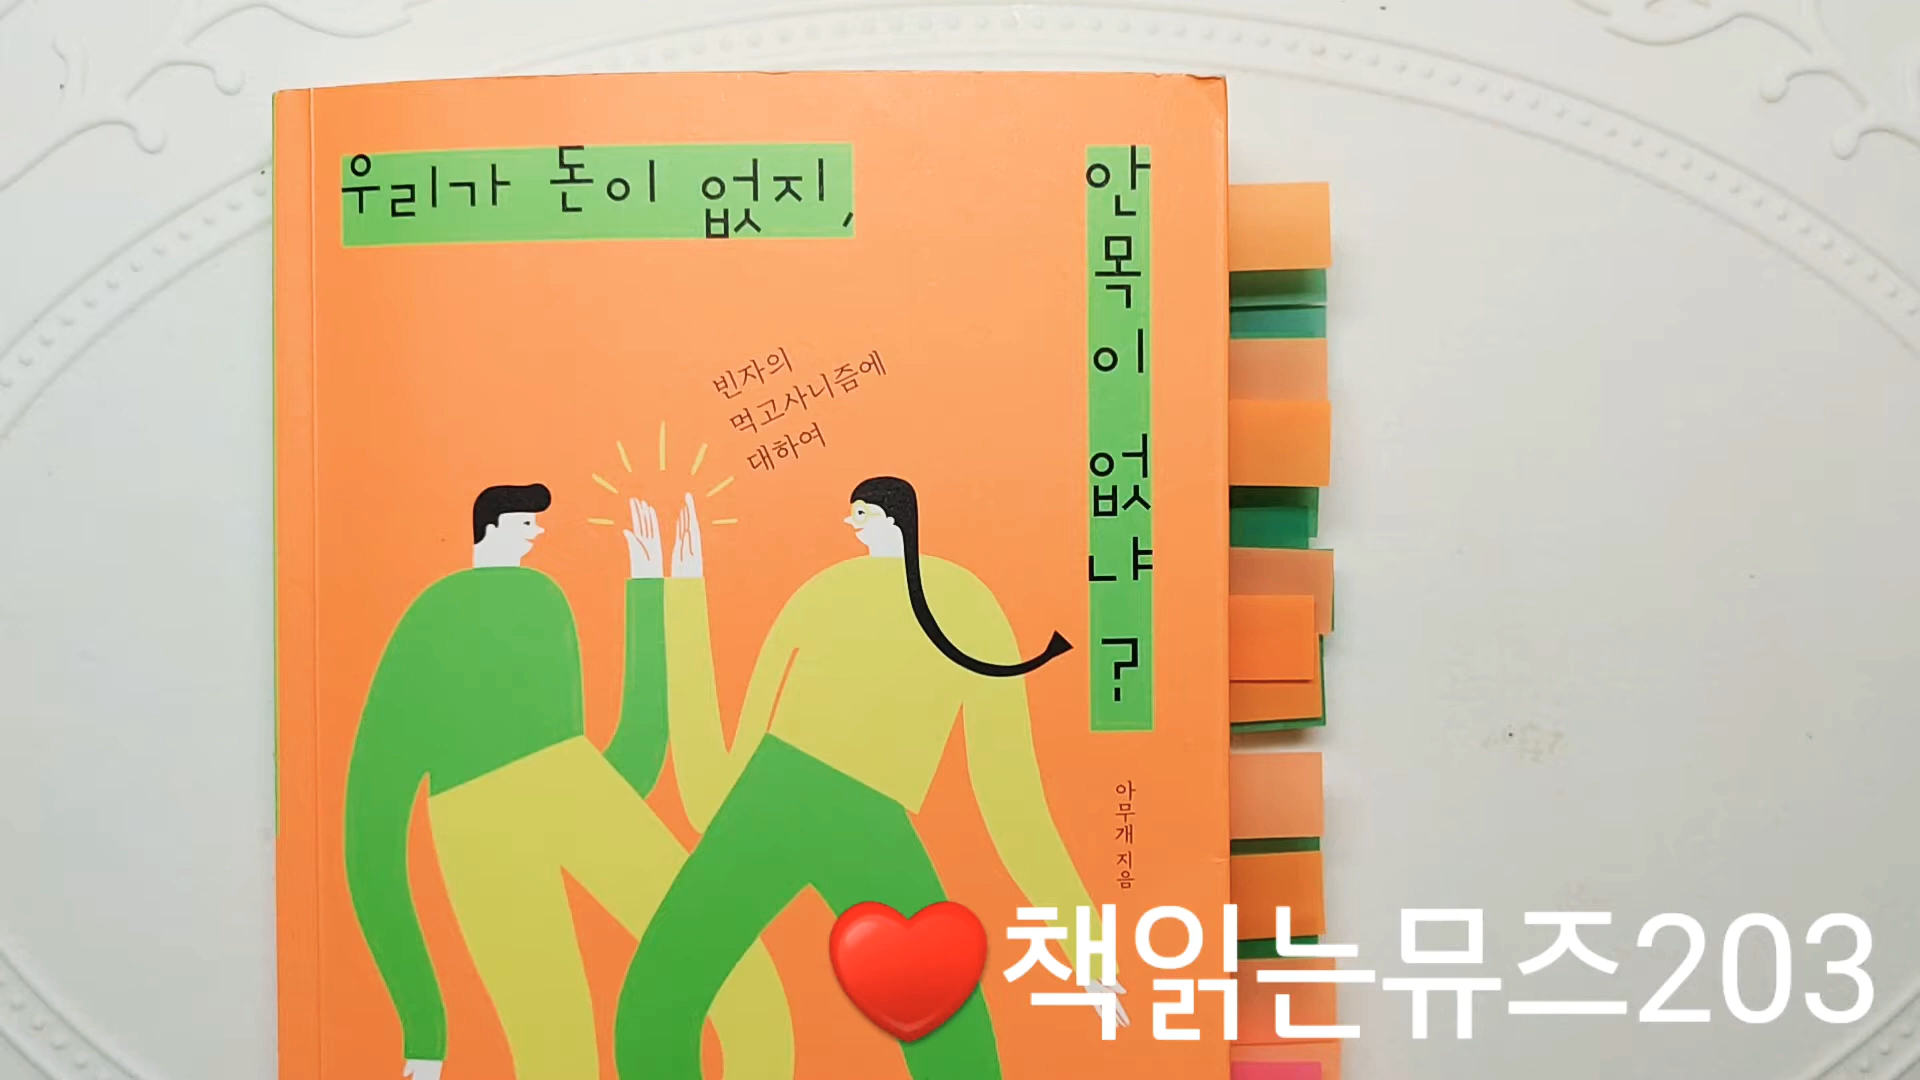 우리가 돈이 없지,
안목이 없냐?
빈자의
먹고사니즘에
대하여
아무개 지음
❤️책읽는뮤즈203